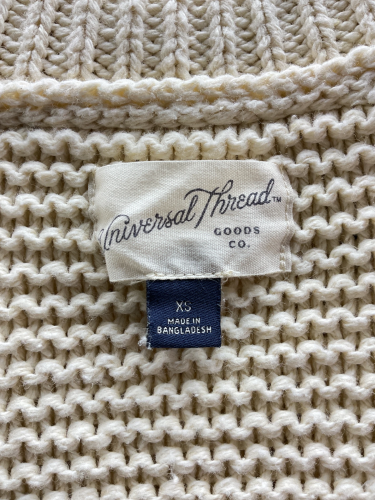 Universal Thread™
GOODS
CO.
XS
MADE IN
BANGLADESH